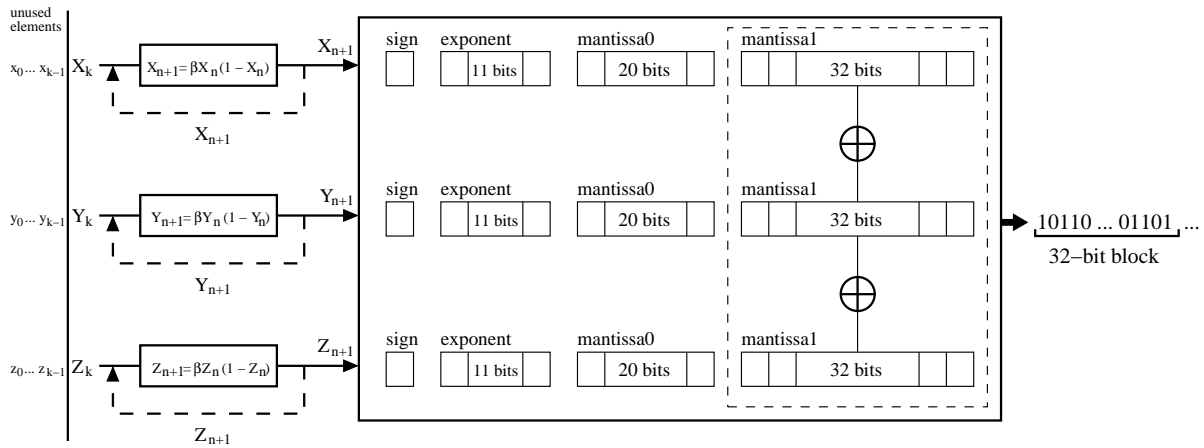 unused
elements
x₀... xₖ₋₁ Xₖ
Xₙ₊₁=βXₙ(1 − Xₙ)
Xₙ₊₁
Xₙ₊₁
sign exponent mantissa0 mantissa1
11 bits 20 bits 32 bits
y₀... yₖ₋₁ Yₖ
Yₙ₊₁=βYₙ(1 − Yₙ)
Yₙ₊₁
Yₙ₊₁
sign exponent mantissa0 mantissa1
11 bits 20 bits 32 bits
z₀... zₖ₋₁ Zₖ
Zₙ₊₁=βZₙ(1 − Zₙ)
Zₙ₊₁
Zₙ₊₁
sign exponent mantissa0 mantissa1
11 bits 20 bits 32 bits
10110 ... 01101 ...
32−bit block